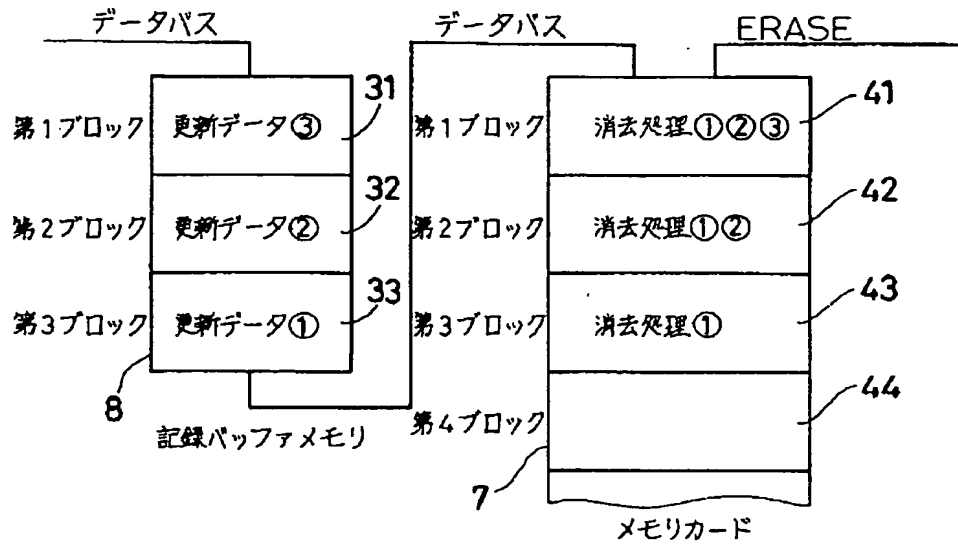 データバス
データバス
ERASE
31
41
第1ブロック
更新データ③
第1ブロック
消去処理①②③
32
42
第2ブロック
更新データ②
第2ブロック
消去処理①②
33
43
第3ブロック
更新データ①
第3ブロック
消去処理①
8
44
記録バッファメモリ
第4ブロック
7
メモリカード